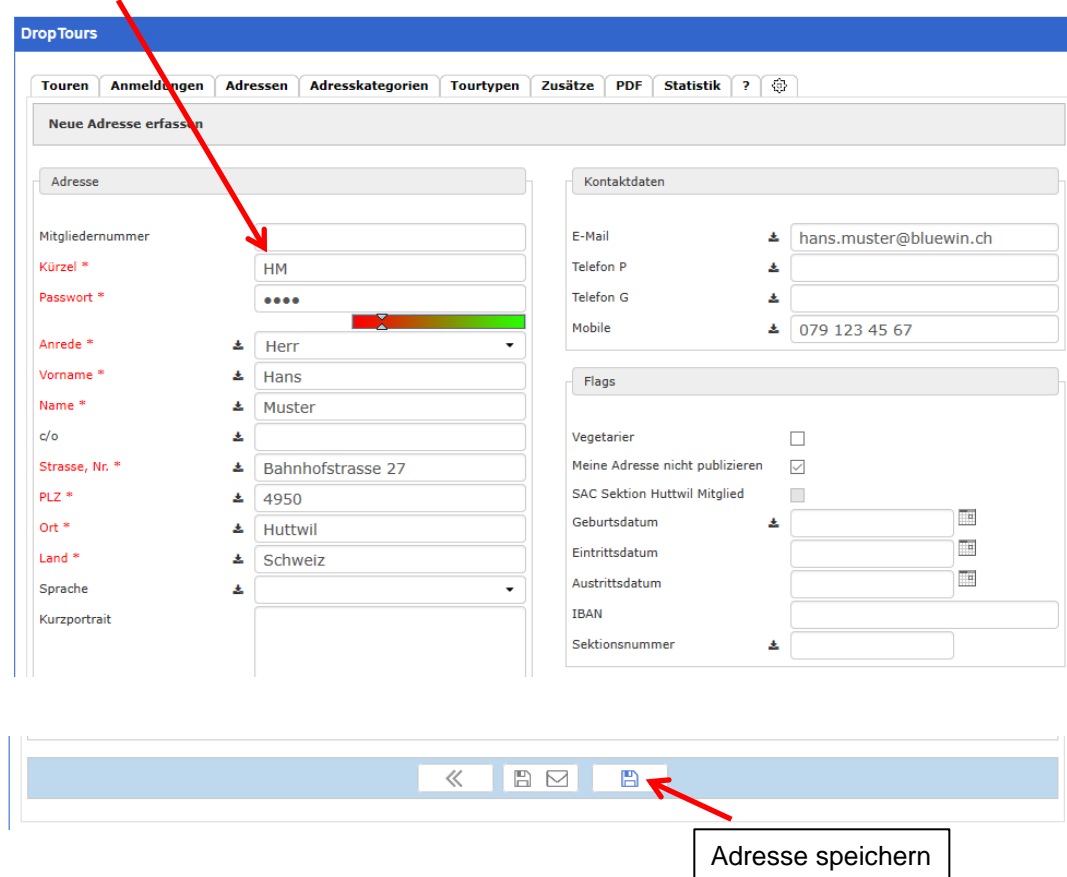 DropTours
Touren Anmeldungen Adressen Adresskategorien Tourtypen Zusätze PDF Statistik ?
Neue Adresse erfassen
Adresse
Mitgliedernummer
Kürzel * HM
Passwort * ••••
Anrede * Herr
Vorname * Hans
Name * Muster
c/o
Strasse, Nr. * Bahnhofstrasse 27
PLZ * 4950
Ort * Huttwil
Land * Schweiz
Sprache
Kurzportrait
Kontaktdaten
E-Mail hans.muster@bluewin.ch
Telefon P
Telefon G
Mobile 079 123 45 67
Flags
Vegetarier
Meine Adresse nicht publizieren
SAC Sektion Huttwil Mitglied
Geburtsdatum
Eintrittsdatum
Austrittsdatum
IBAN
Sektionsnummer
Adresse speichern